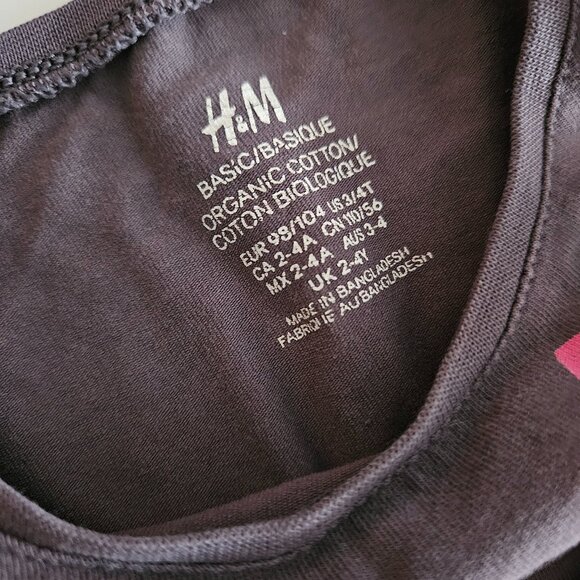 H&M
BASIC/BASIQUE
ORGANIC COTTON/
COTON BIOLOGIQUE
EUR 98/104 US 3/4T
CA 2-4A CN 110/56
MX 2-4A AUS 3-4
UK 2-4Y
MADE IN BANGLADESH
FABRIQUÉ AU BANGLADESH